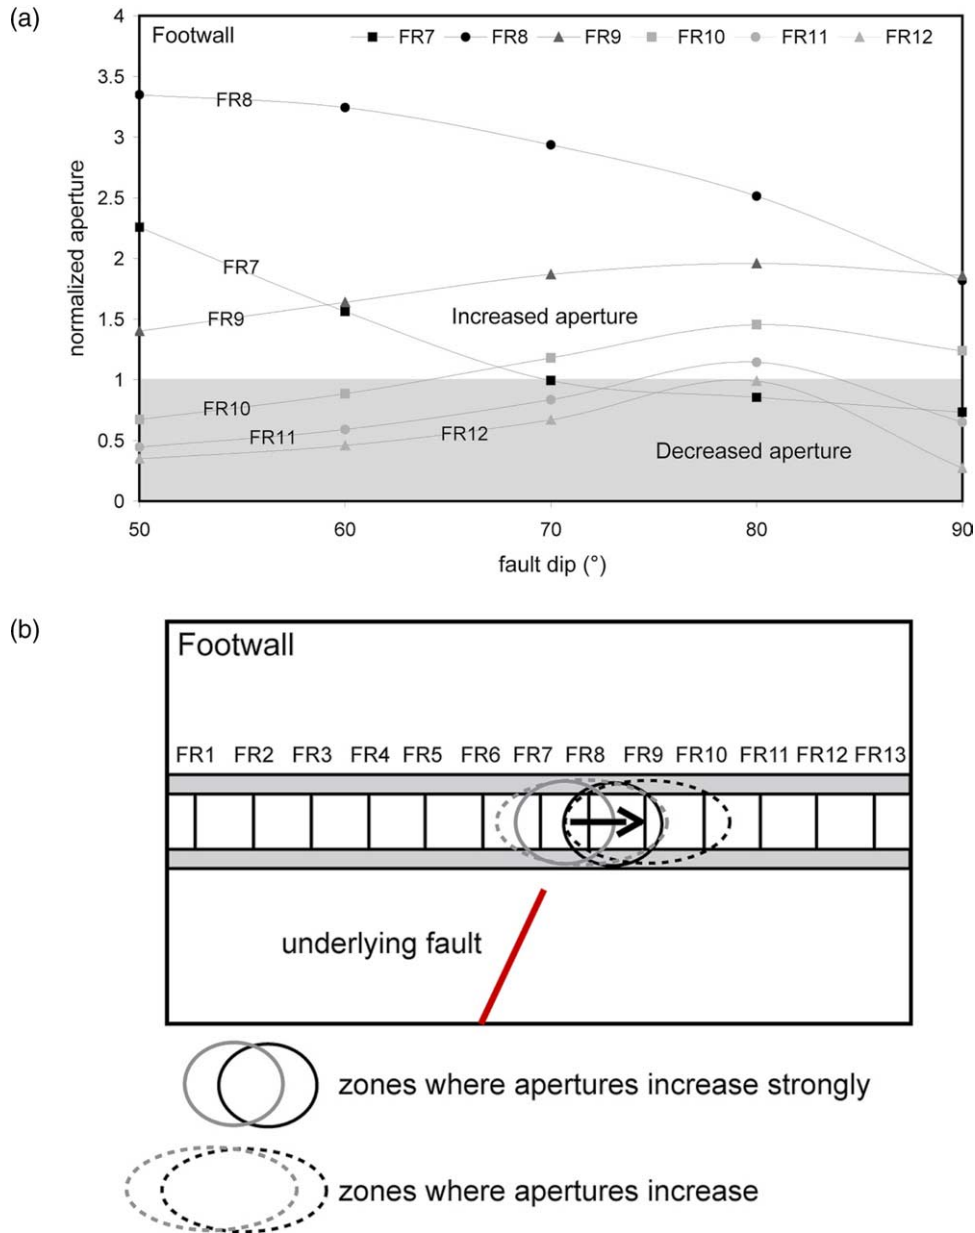 (a)
4
Footwall
FR7 FR8 FR9 FR10 FR11 FR12
3.5
FR8
3
2.5
normalized aperture
2
FR7
1.5
FR9
Increased aperture
1
FR10
FR11
FR12
0.5
Decreased aperture
0
50 60 70 80 90
fault dip (°)
(b)
Footwall
FR1 FR2 FR3 FR4 FR5 FR6 FR7 FR8 FR9 FR10 FR11 FR12 FR13
underlying fault
zones where apertures increase strongly
zones where apertures increase